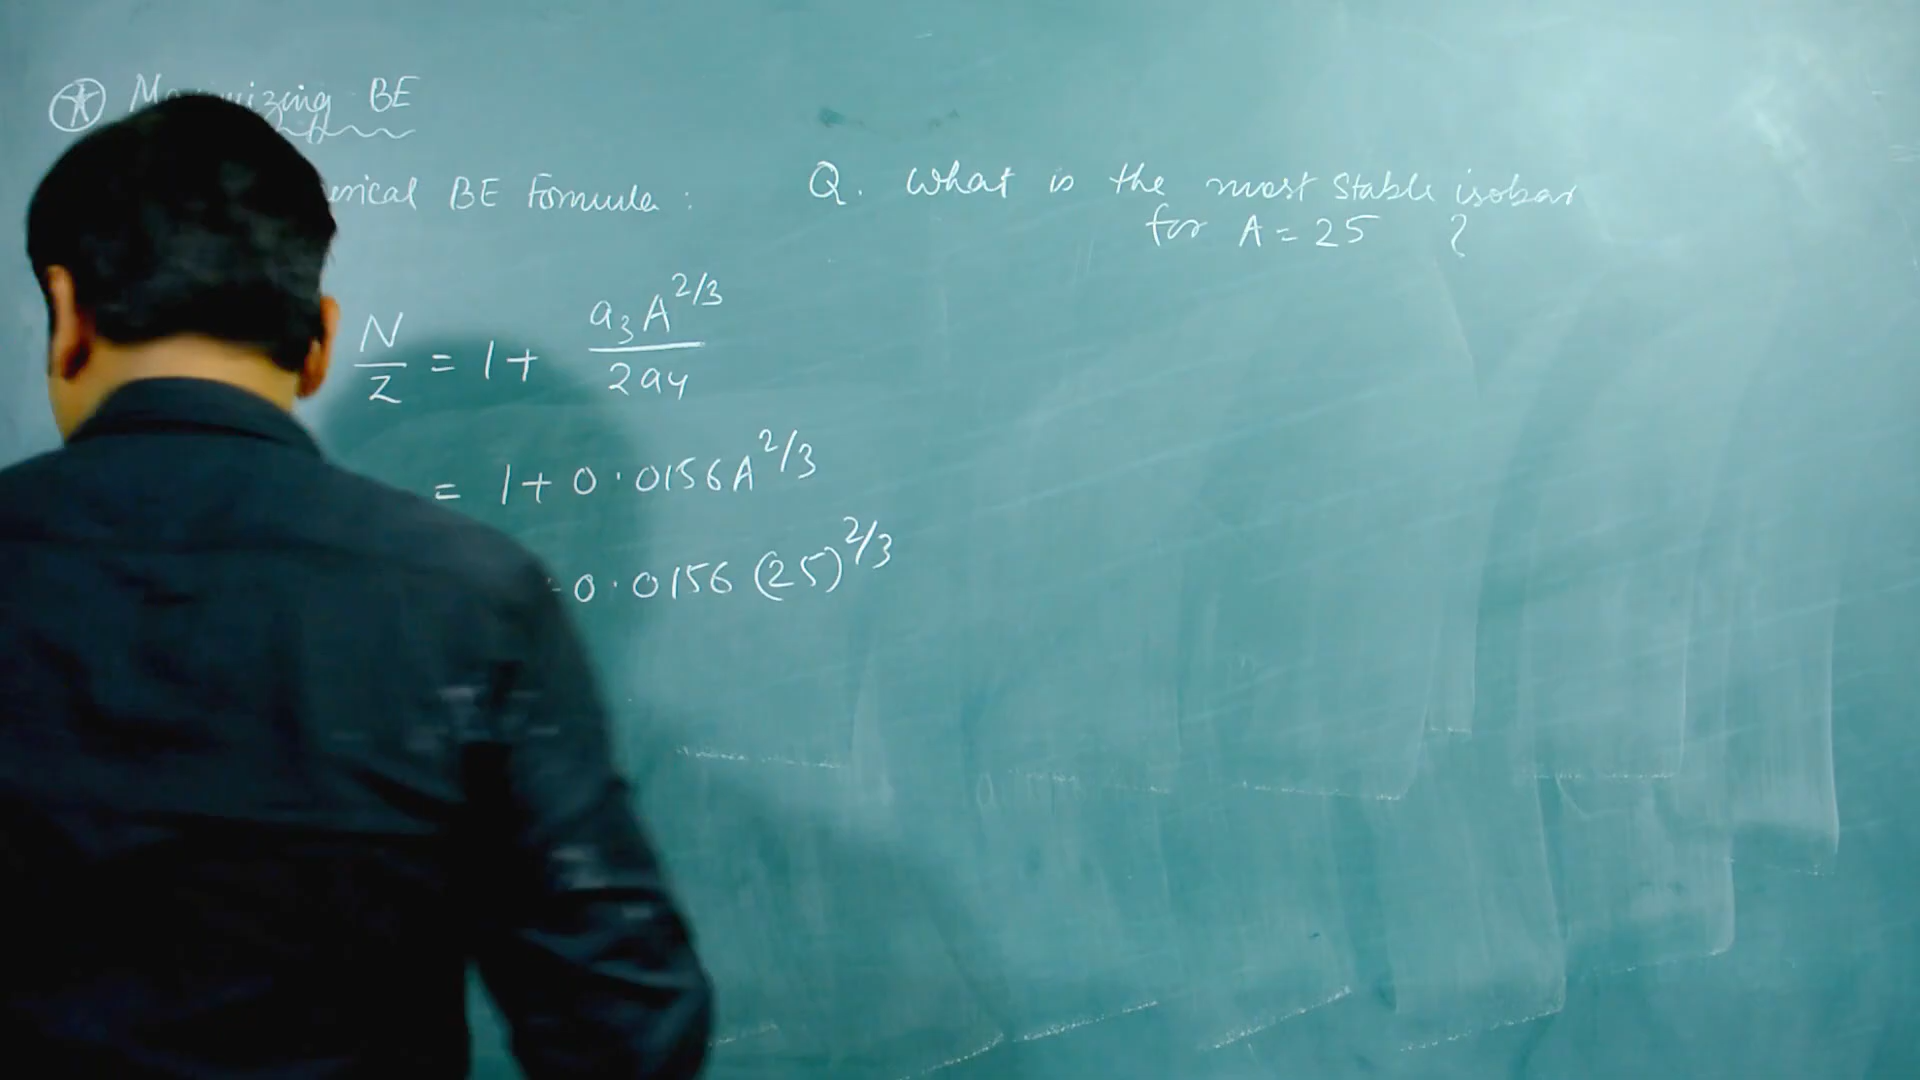 BE
BE Formula :
N/Z = 1 + a₃A^2/3 / 2a₄
= 1 + 0.0156A^2/3
0.0156 (25)^2/3
Q. What is the most stable isobar
for A = 25 ?